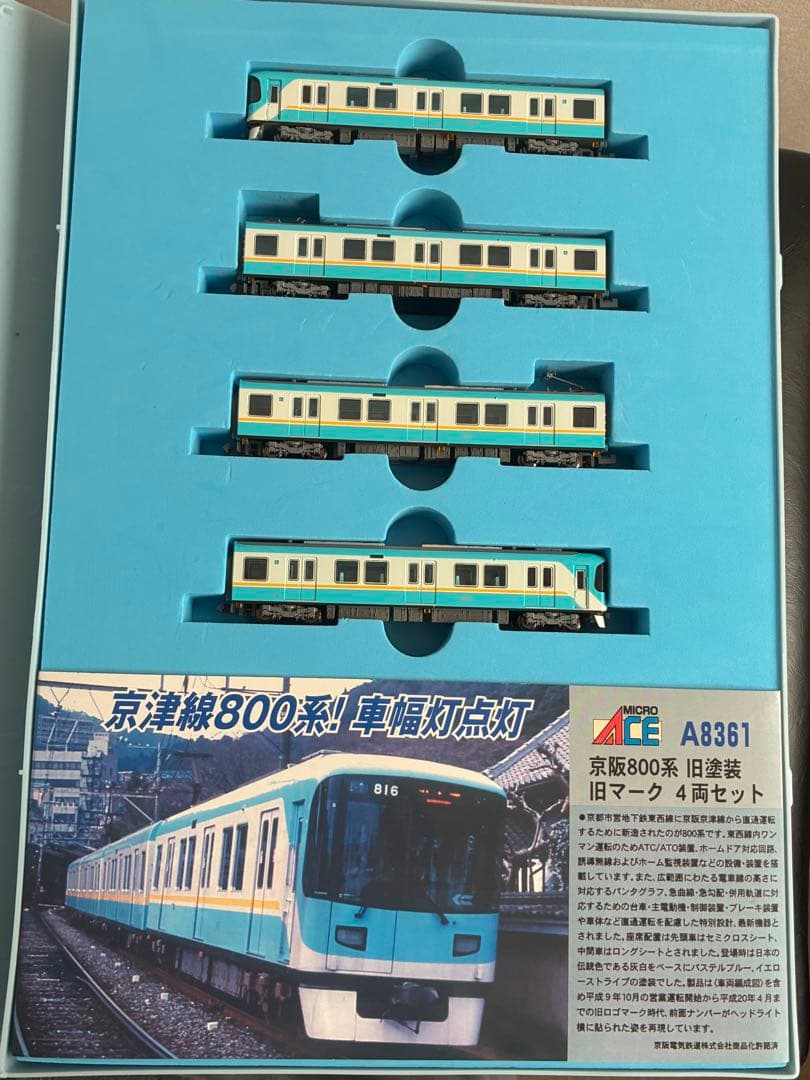 京津線800系!車幅灯点灯
816
MICRO
ACE
A8361
京阪800系 旧塗装
旧マーク 4両セット
●京都市営地下鉄東西線に京阪京津線から直通運転
するために新造されたのが800系です。東西線内ワン
マン運転のためATC/ATO装置、ホームドア対応回路、
誘導無線およびホーム監視装置などの設備・装置を搭
載しています。また、広範囲にわたる電車線の高さに
対応するパンタグラフ、急曲線・急勾配・併用軌道に対
応するための台車・主電動機・制御装置・ブレーキ装置
や車体など直通運転を配慮した特別設計、最新機器と
されました。座席配置は先頭車はセミクロスシート、
中間車はロングシートとされました。登場時は日本の
伝統色である灰白をベースにパステルブルー、イエロ
ーストライプの塗装でした。製品は(車両編成図)を含
め平成9年10月の営業運転開始から平成20年4月ま
での旧ロゴマーク時代、前面ナンバーがヘッドライト
横に貼られた姿を再現しています。
京阪電気鉄道株式会社商品化許諾済